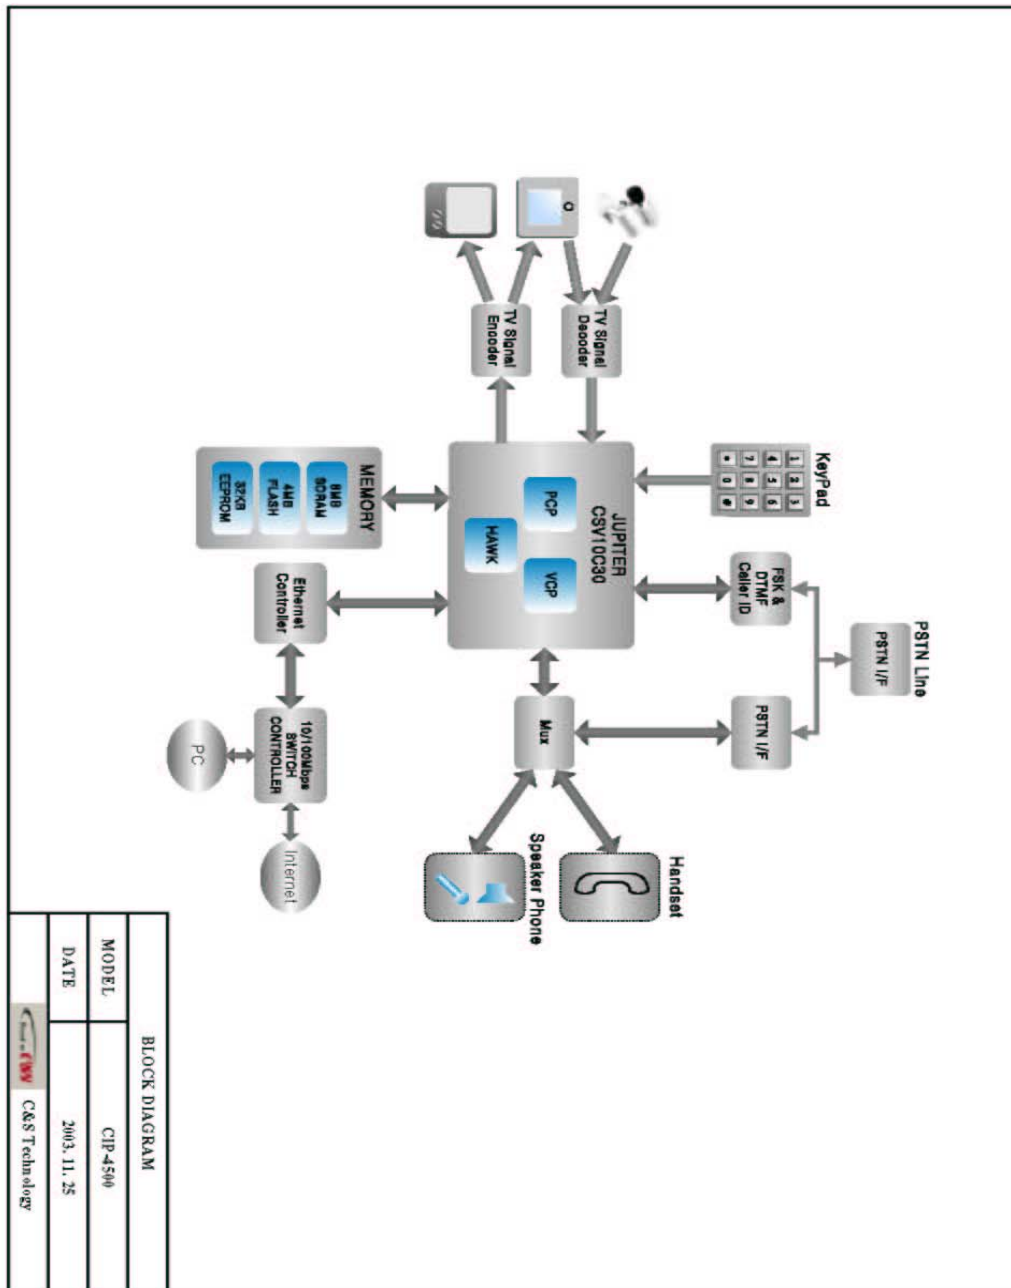 KeyPad
1 2 3
4 5 6
7 8 9
* 0 @
PSTN Line
PSTN I/F
FSK &
DTMF
Caller ID
PSTN I/F
TV Signal
Decoder
TV Signal
Encoder
JUPITER
CSV10C30
PCP
VCP
HAWK
Mux
Handset
Speaker Phone
MEMORY
8MB
SDRAM
4MB
FLASH
32KB
EEPROM
Ethernet
Controller
10/100Mbps
SWITCH
CONTROLLER
PC
Internet
BLOCK DIAGRAM
MODEL CIP-4500
DATE 2003. 11. 25
C&S Technology